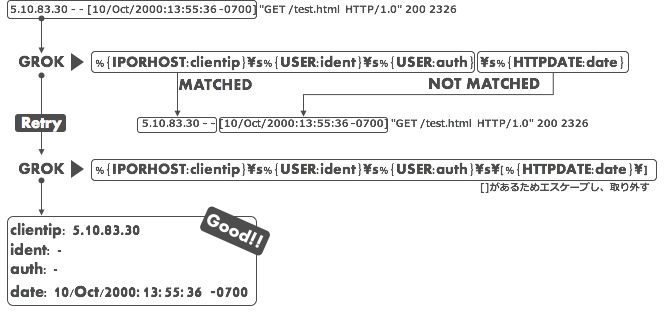 5.10.83.30 - - [10/Oct/2000:13:55:36 -0700] "GET /test.html HTTP/1.0" 200 2326
GROK %{IPORHOST:clientip}¥s%{USER:ident}¥s%{USER:auth} ¥s%{HTTPDATE:date}
MATCHED NOT MATCHED
Retry 5.10.83.30 - - [10/Oct/2000:13:55:36 -0700] "GET /test.html HTTP/1.0" 200 2326
GROK %{IPORHOST:clientip}¥s%{USER:ident}¥s%{USER:auth}¥s¥[%{HTTPDATE:date}¥]
[]があるためエスケープし、取り外す
Good!!
clientip: 5.10.83.30
ident: -
auth: -
date: 10/Oct/2000:13:55:36 -0700